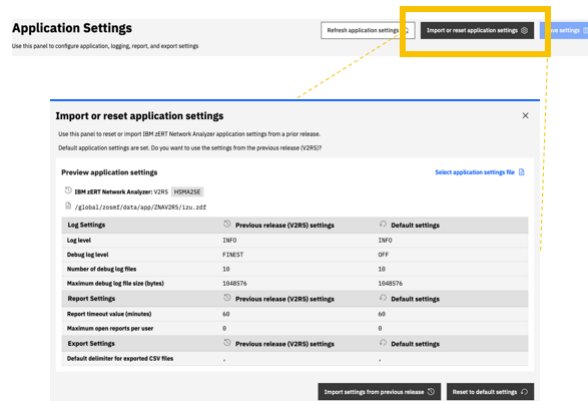 Application Settings
Use this panel to configure application, logging, report, and export settings
Refresh application settings
Import or reset application settings
settings
Import or reset application settings
Use this panel to reset or import IBM zERT Network Analyzer application settings from a prior release.
Default application settings are set. Do you want to use the settings from the previous release (V2R5)?
Preview application settings
Select application settings file
IBM zERT Network Analyzer: V2R5 HSMA25E
/global/zosmf/data/app/ZNAV2R5/izu.zdf
Log Settings Previous release (V2R5) settings Default settings
Log level INFO INFO
Debug log level FINEST OFF
Number of debug log files 10 10
Maximum debug log file size (bytes) 1048576 1048576
Report Settings Previous release (V2R5) settings Default settings
Report timeout value (minutes) 60 60
Maximum open reports per user 0 0
Export Settings Previous release (V2R5) settings Default settings
Default delimiter for exported CSV files
Import settings from previous release
Reset to default settings